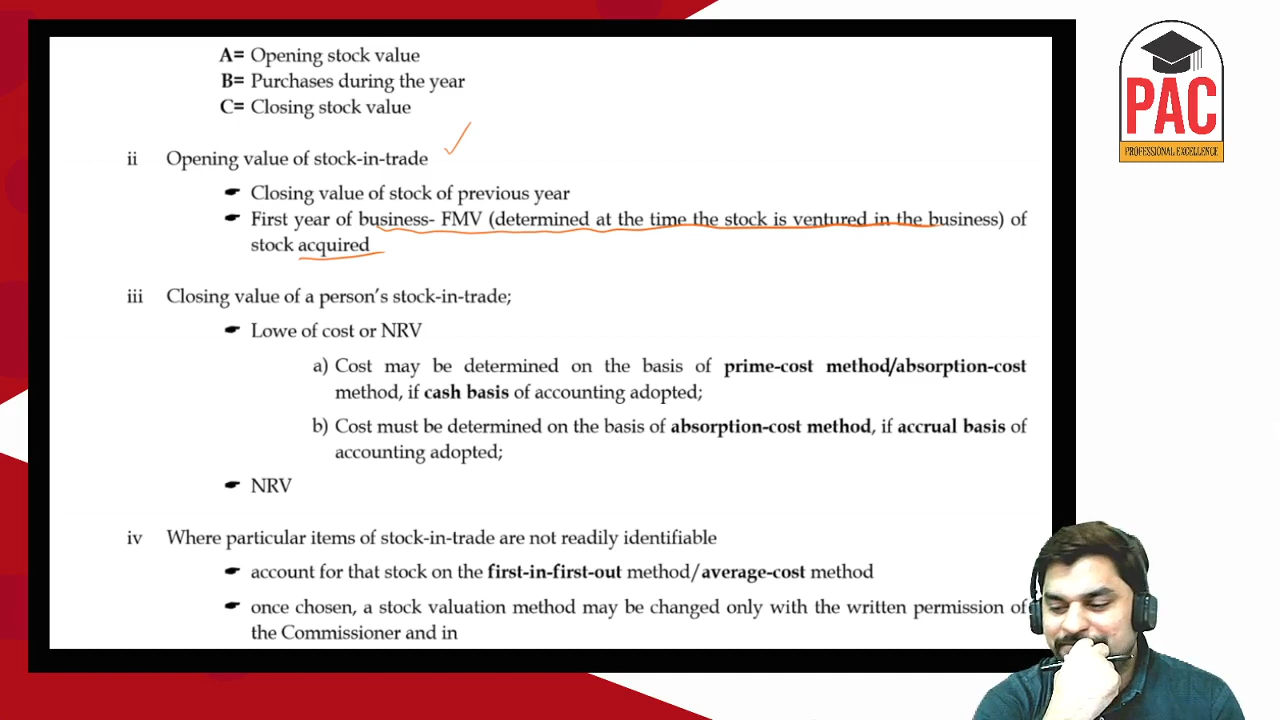 A= Opening stock value
B= Purchases during the year
C= Closing stock value
ii Opening value of stock-in-trade
Closing value of stock of previous year
First year of business- FMV (determined at the time the stock is ventured in the business) of
stock acquired
iii Closing value of a person's stock-in-trade;
Lowe of cost or NRV
a) Cost may be determined on the basis of prime-cost method/absorption-cost
method, if cash basis of accounting adopted;
b) Cost must be determined on the basis of absorption-cost method, if accrual basis of
accounting adopted;
NRV
iv Where particular items of stock-in-trade are not readily identifiable
account for that stock on the first-in-first-out method/average-cost method
once chosen, a stock valuation method may be changed only with the written permission of
the Commissioner and in
PAC
PROFESSIONAL EXCELLENCE